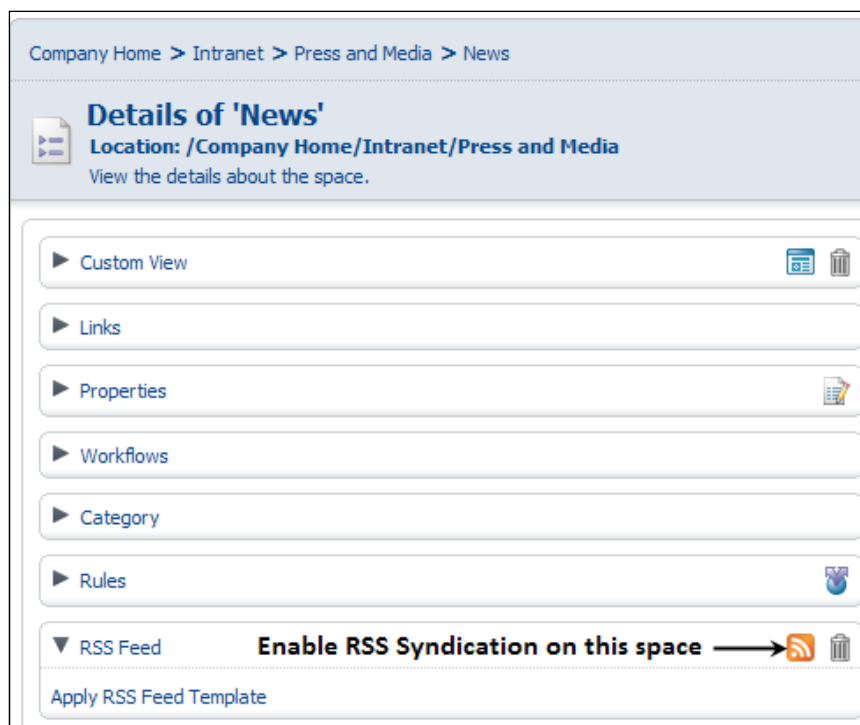 Company Home > Intranet > Press and Media > News
Details of 'News'
Location: /Company Home/Intranet/Press and Media
View the details about the space.
Custom View
Links
Properties
Workflows
Category
Rules
RSS Feed Enable RSS Syndication on this space
Apply RSS Feed Template